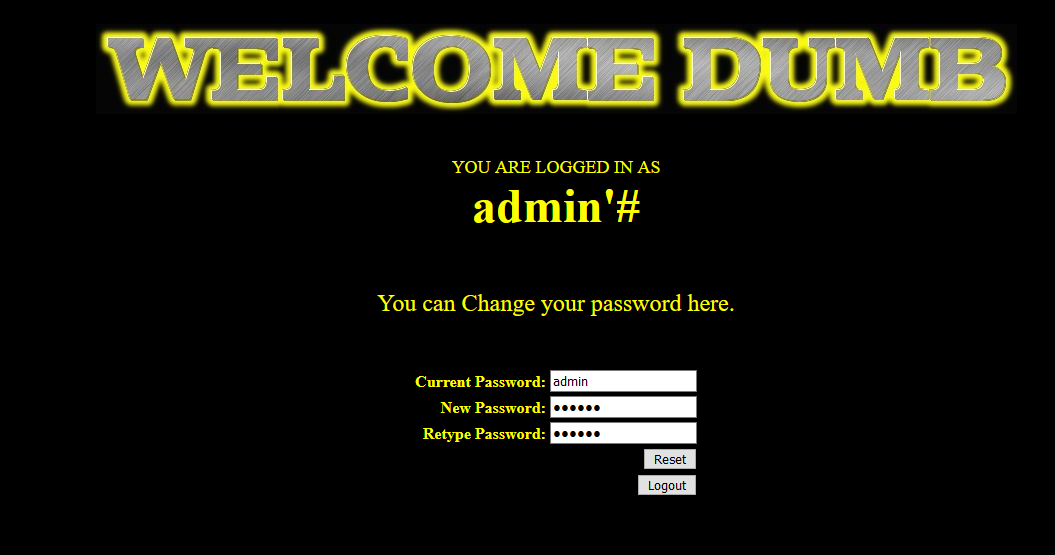 WELCOME DUMB
YOU ARE LOGGED IN AS
admin'#
You can Change your password here.
Current Password: admin
New Password: ••••••
Retype Password: ••••••
Reset
Logout